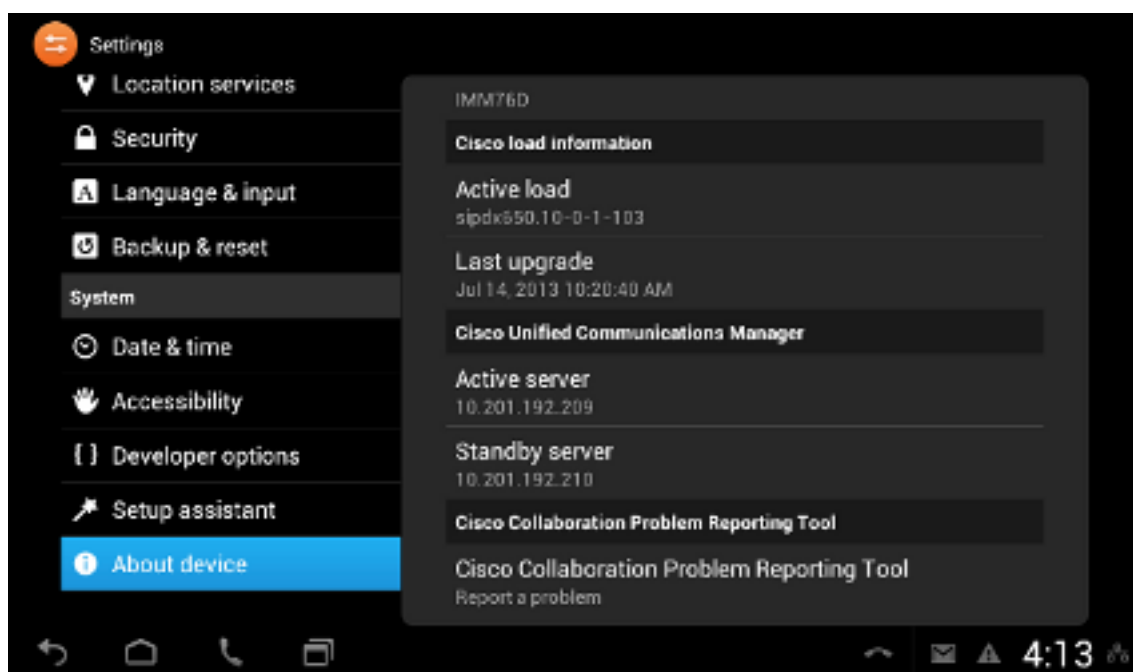 Settings
Location services
Security
Language & input
Backup & reset
System
Date & time
Accessibility
Developer options
Setup assistant
About device
IMM76D
Cisco load information
Active load
sipdx650.10-0-1-103
Last upgrade
Jul 14, 2013 10:20:40 AM
Cisco Unified Communications Manager
Active server
10.201.192.209
Standby server
10.201.192.210
Cisco Collaboration Problem Reporting Tool
Cisco Collaboration Problem Reporting Tool
Report a problem
4:13